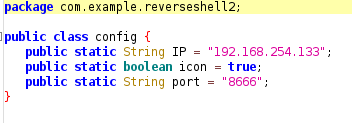 package com.example.reverseshell2;
public class config {
public static String IP = "192.168.254.133";
public static boolean icon = true;
public static String port = "8666";
}